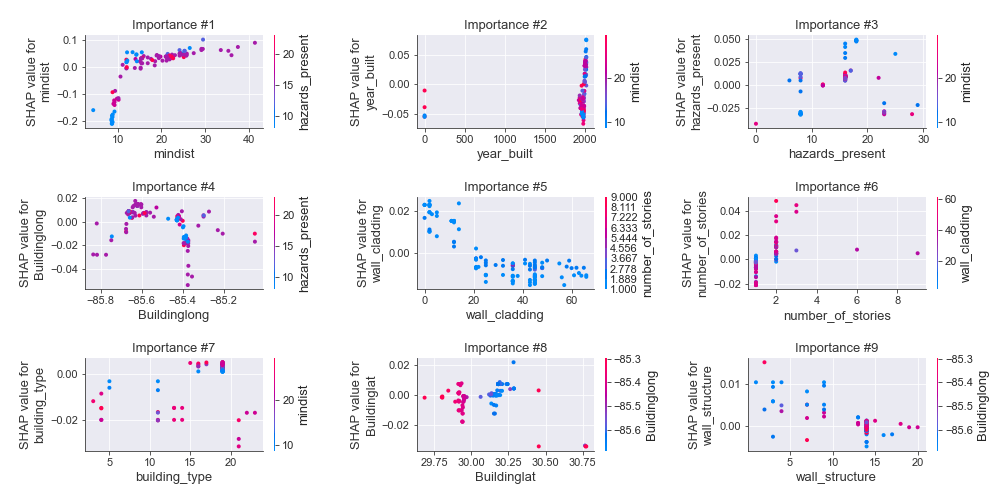 Importance #1
Importance #2
Importance #3
SHAP value for
mindist
0.1
0.0
−0.1
−0.2
10
20
30
40
mindist
20
15
10
hazards_present
SHAP value for
year_built
0.05
0.00
−0.05
0
500
1000
1500
2000
year_built
20
10
mindist
SHAP value for
hazards_present
0.050
0.025
0.000
−0.025
0
10
20
30
hazards_present
20
10
mindist
Importance #4
Importance #5
Importance #6
SHAP value for
Buildinglong
0.02
0.00
−0.02
−0.04
−85.8
−85.6
−85.4
−85.2
Buildinglong
20
15
10
hazards_present
SHAP value for
wall_cladding
0.02
0.00
0
20
40
60
wall_cladding
9.000
8.111
7.222
6.333
5.444
4.556
3.667
2.778
1.889
1.000
number_of_stories
SHAP value for
number_of_stories
0.04
0.02
0.00
−0.02
2
4
6
8
number_of_stories
60
40
20
wall_cladding
Importance #7
Importance #8
Importance #9
SHAP value for
building_type
0.00
−0.02
5
10
15
20
building_type
20
10
mindist
SHAP value for
Buildinglat
0.02
0.00
−0.02
29.75
30.00
30.25
30.50
30.75
Buildinglat
−85.3
−85.4
−85.5
−85.6
Buildinglong
SHAP value for
wall_structure
0.01
0.00
5
10
15
20
wall_structure
−85.3
−85.4
−85.5
−85.6
Buildinglong